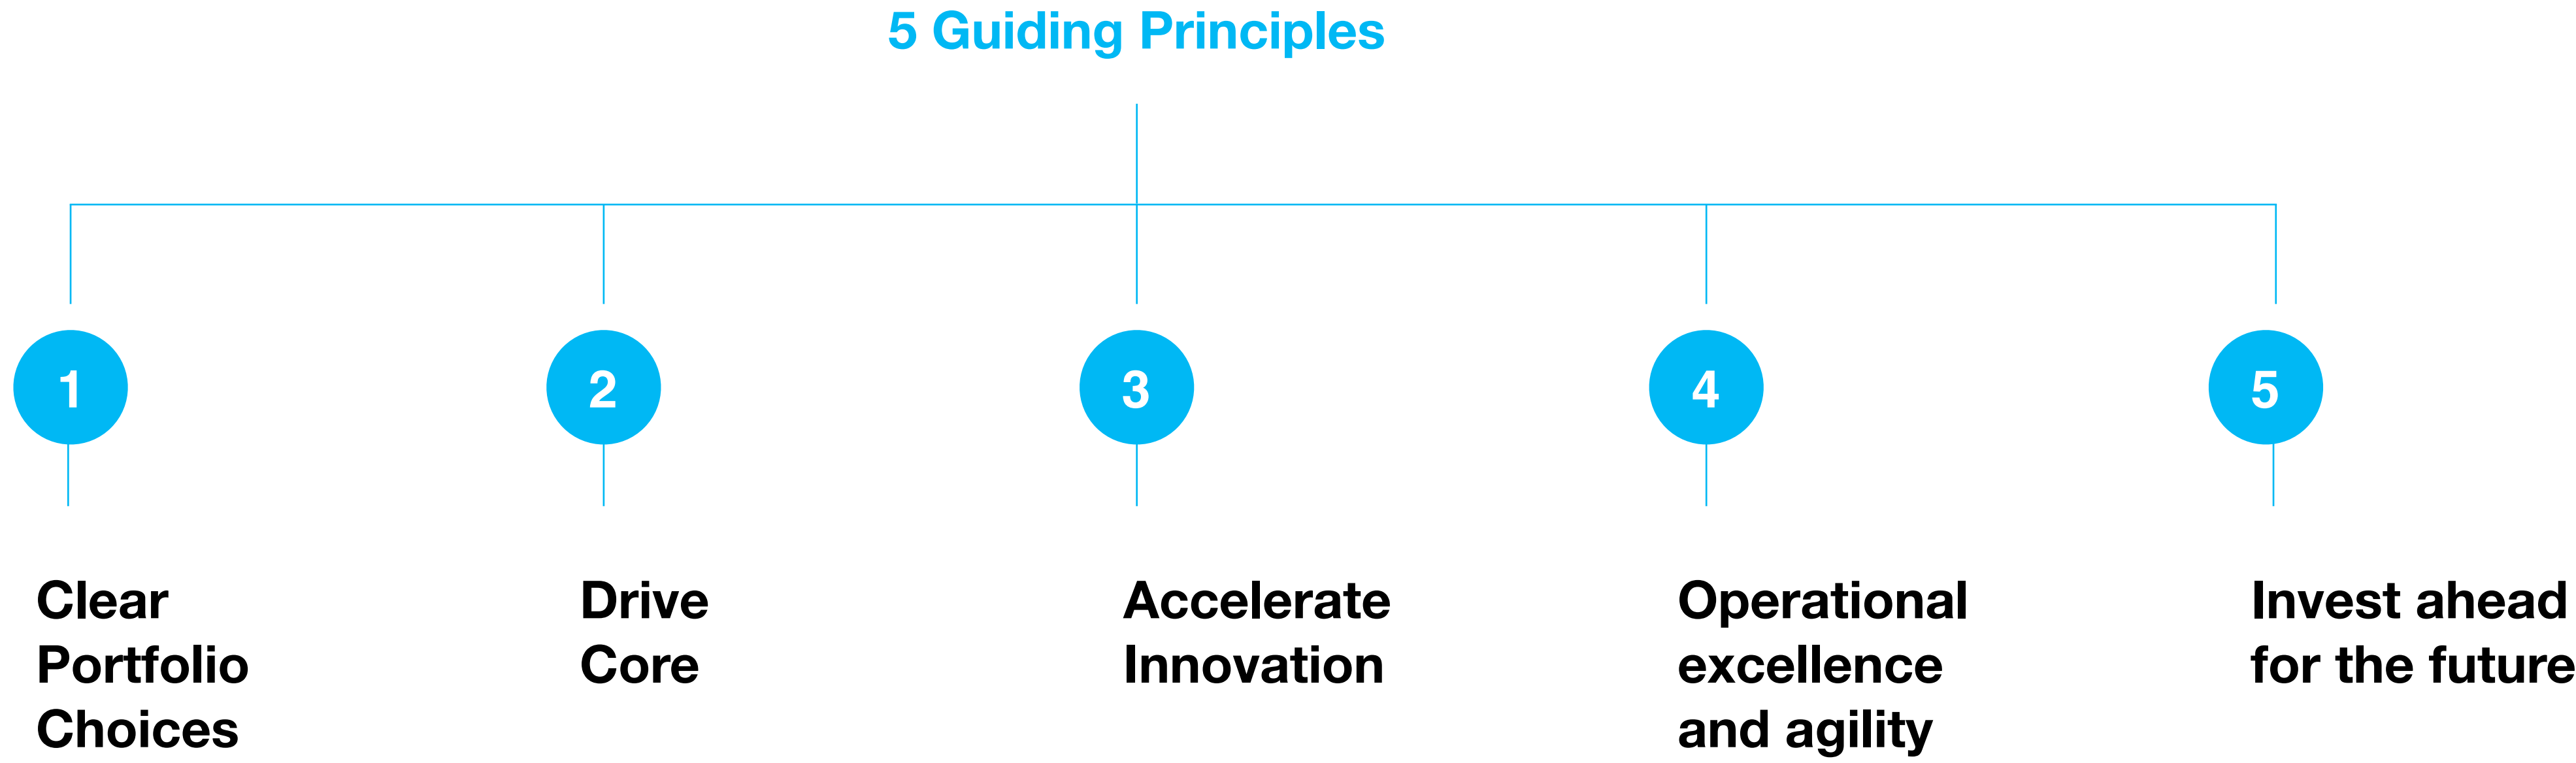 5 Guiding Principles
1
2
3
4
5
Clear
Portfolio
Choices
Drive
Core
Accelerate
Innovation
Operational
excellence
and agility
Invest ahead
for the future